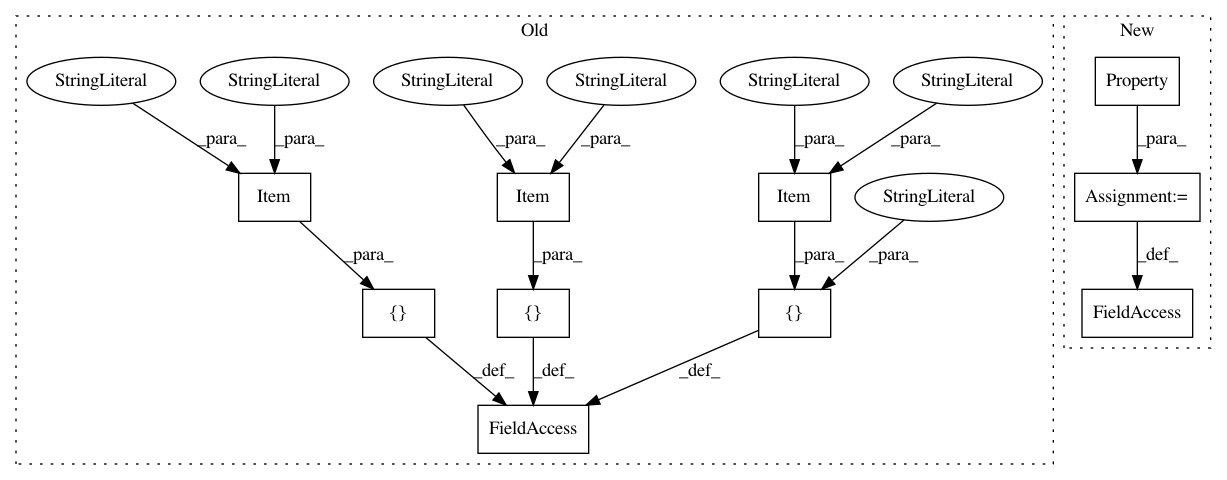 Old
New
StringLiteral StringLiteral StringLiteral StringLiteral StringLiteral StringLiteral Property
_para_ _para_ _para_ _para_ _para_ _para_ _para_
Item Item Item StringLiteral Assignment:=
_para_ _para_ _para_ _para_ _def_
{} {} {} FieldAccess
_def_ _def_ _def_
FieldAccess